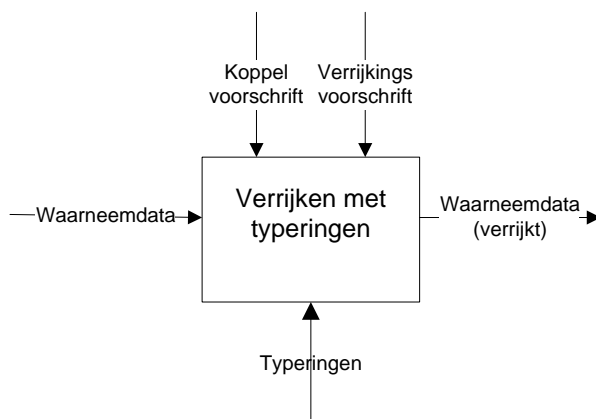 Koppel
voorschrift
Verrijkings
voorschrift
Verrijken met
typeringen
Waarneemdata
Waarneemdata
(verrijkt)
Typeringen